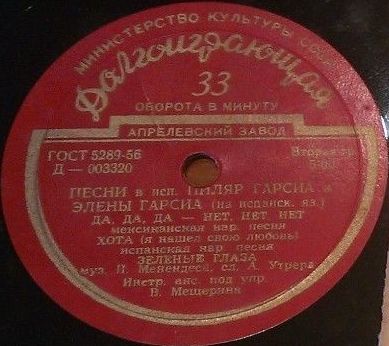 МИНИСТЕРСТВО КУЛЬТУРЫ СССР
Долгоиграющая
33
ОБОРОТА В МИНУТУ
АПРЕЛЕВСКИЙ ЗАВОД
ГОСТ 5289-56
Д — 003320
Вторая
ПЕСНИ в исп. ПИЛЯР ГАРСИА и
ЭЛЕНЫ ГАРСИА (на испанск. яз.)
ДА, ДА, ДА — НЕТ, НЕТ, НЕТ
мексиканская нар. песня
ХОТА (я нашел свою любовь)
испанская нар. песня
ЗЕЛЕНЫЕ ГЛАЗА
муз. П. Менендеса, сл. А. Утрера
Инстр. анс. под упр.
В. Мещерина